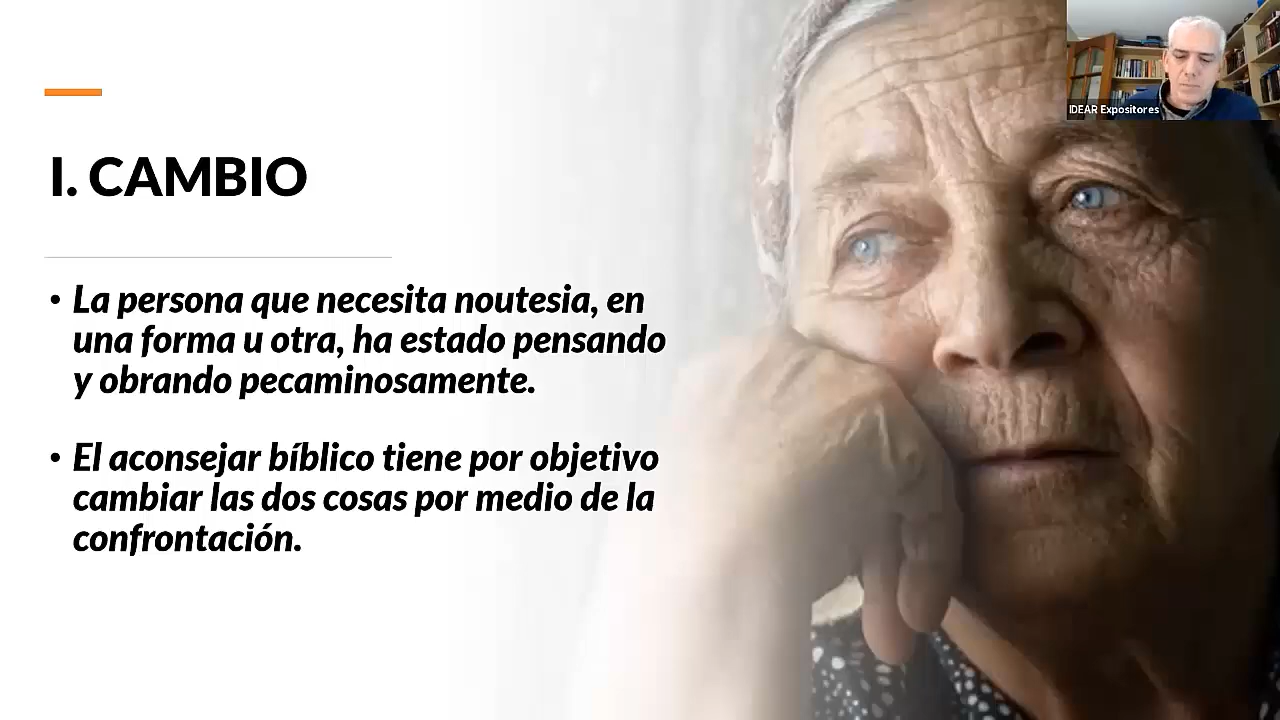 IDEAR Expositores
I. CAMBIO
• La persona que necesita noutesia, en
una forma u otra, ha estado pensando
y obrando pecaminosamente.
• El aconsejar bíblico tiene por objetivo
cambiar las dos cosas por medio de la
confrontación.